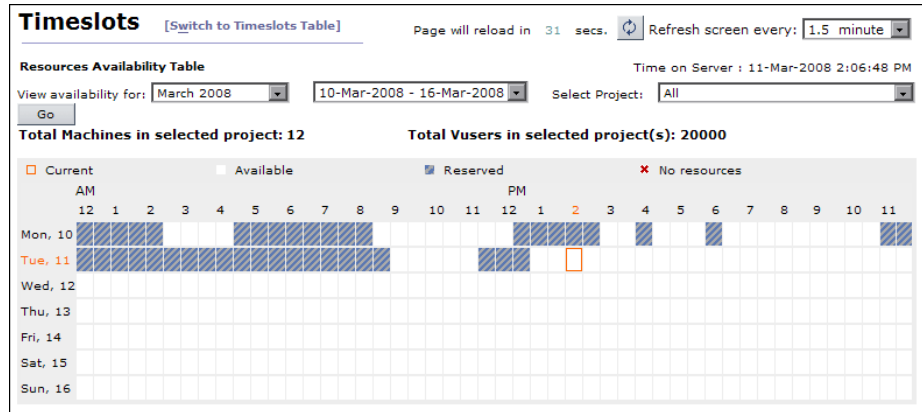 Timeslots [Switch to Timeslots Table] Page will reload in 31 secs. Refresh screen every: 1.5 minute
Resources Availability Table Time on Server : 11-Mar-2008 2:06:48 PM
View availability for: March 2008 10-Mar-2008 - 16-Mar-2008 Select Project: All
Go
Total Machines in selected project: 12 Total Vusers in selected project(s): 20000
Current Available Reserved No resources
AM PM
12 1 2 3 4 5 6 7 8 9 10 11 12 1 2 3 4 5 6 7 8 9 10 11
Mon, 10
Tue, 11
Wed, 12
Thu, 13
Fri, 14
Sat, 15
Sun, 16